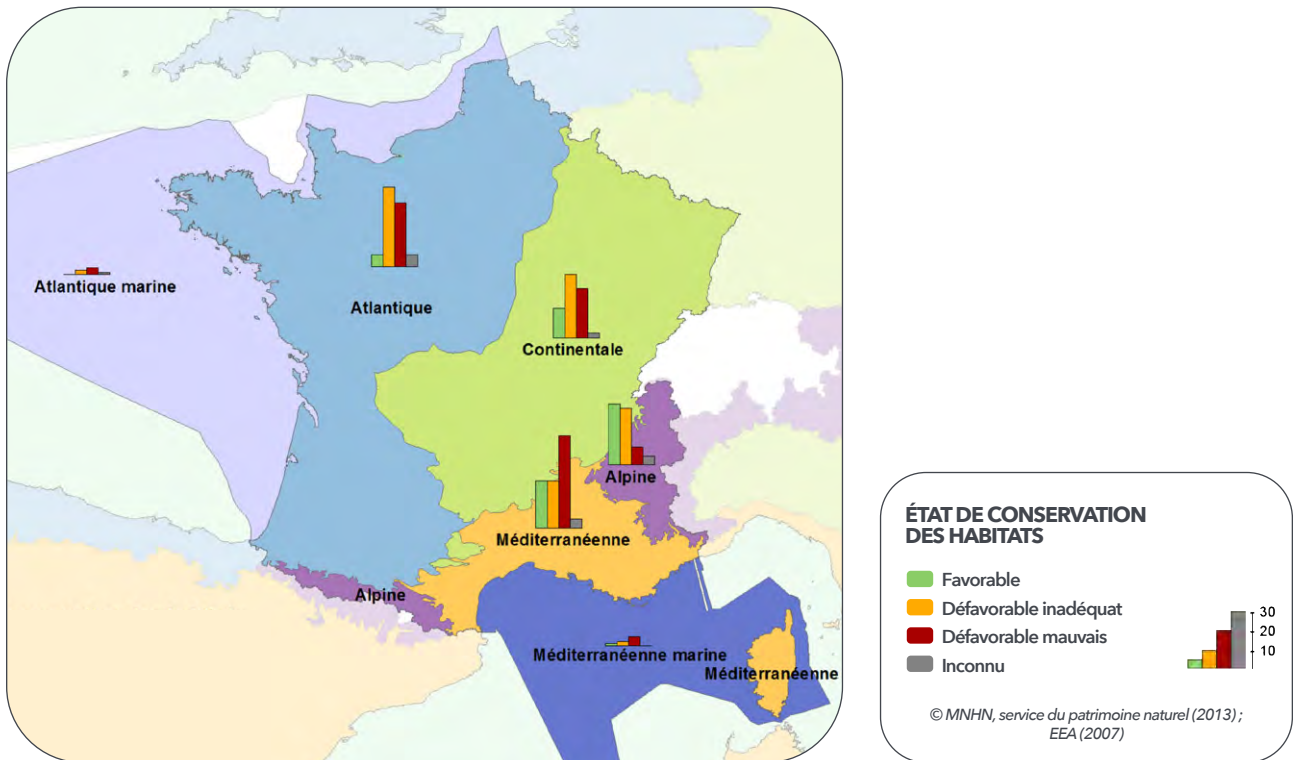 Atlantique marine
Atlantique
Continentale
Alpine
Méditerranéenne
Alpine
Méditerranéenne marine
Méditerranéenne
ÉTAT DE CONSERVATION
DES HABITATS
Favorable
Défavorable inadéquat
Défavorable mauvais
Inconnu
30
20
10
© MNHN, service du patrimoine naturel (2013) ;
EEA (2007)